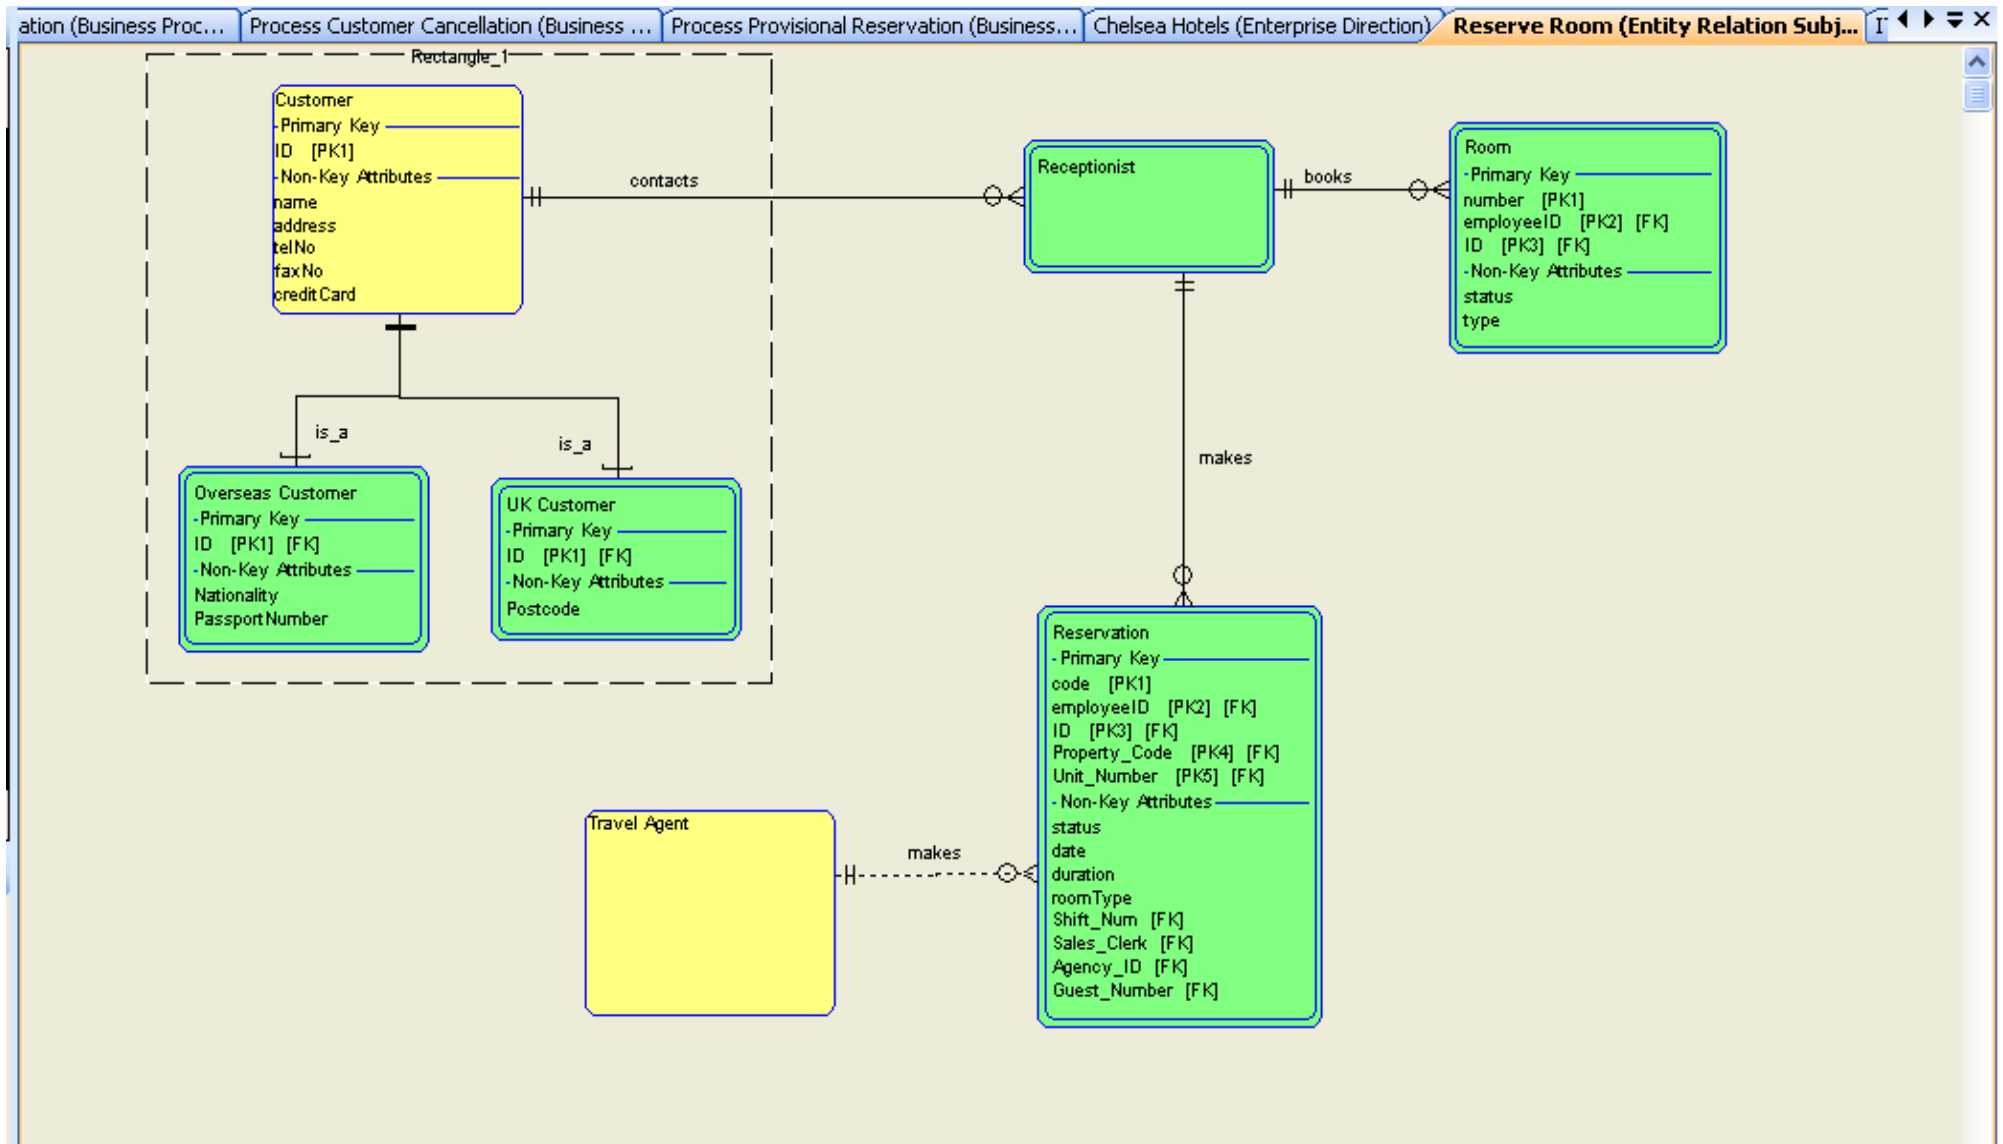 ation (Business Proc...
Process Customer Cancellation (Business ...
Process Provisional Reservation (Business...
Chelsea Hotels (Enterprise Direction)
Reserve Room (Entity Relation Subj...
Rectangle_1
Customer
-Primary Key
ID [PK1]
-Non-Key Attributes
name
address
telNo
faxNo
creditCard
contacts
Receptionist
books
Room
-Primary Key
number [PK1]
employeeID [PK2] [FK]
ID [PK3] [FK]
-Non-Key Attributes
status
type
is_a
is_a
Overseas Customer
-Primary Key
ID [PK1] [FK]
-Non-Key Attributes
Nationality
PassportNumber
UK Customer
-Primary Key
ID [PK1] [FK]
-Non-Key Attributes
Postcode
makes
Reservation
-Primary Key
code [PK1]
employeeID [PK2] [FK]
ID [PK3] [FK]
Property_Code [PK4] [FK]
Unit_Number [PK5] [FK]
-Non-Key Attributes
status
date
duration
roomType
Shift_Num [FK]
Sales_Clerk [FK]
Agency_ID [FK]
Guest_Number [FK]
Travel Agent
makes